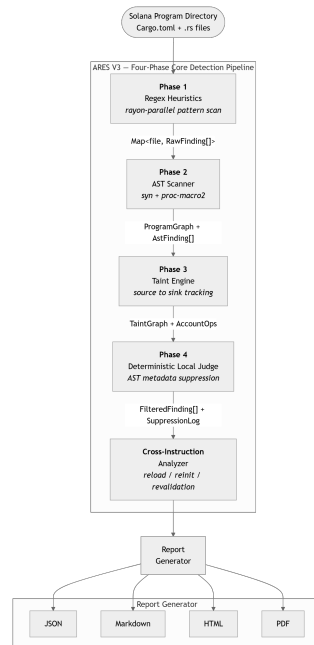 Solana Program Directory
Cargo.toml + .rs files
ARES V3 — Four-Phase Core Detection Pipeline
Phase 1
Regex Heuristics
rayon-parallel pattern scan
Map<file, RawFinding[]>
Phase 2
AST Scanner
syn + proc-macro2
ProgramGraph +
AstFinding[]
Phase 3
Taint Engine
source to sink tracking
TaintGraph + AccountOps
Phase 4
Deterministic Local Judge
AST metadata suppression
FilteredFinding[] +
SuppressionLog
Cross-Instruction
Analyzer
reload / reinit /
revalidation
Report
Generator
Report Generator
JSON
Markdown
HTML
PDF